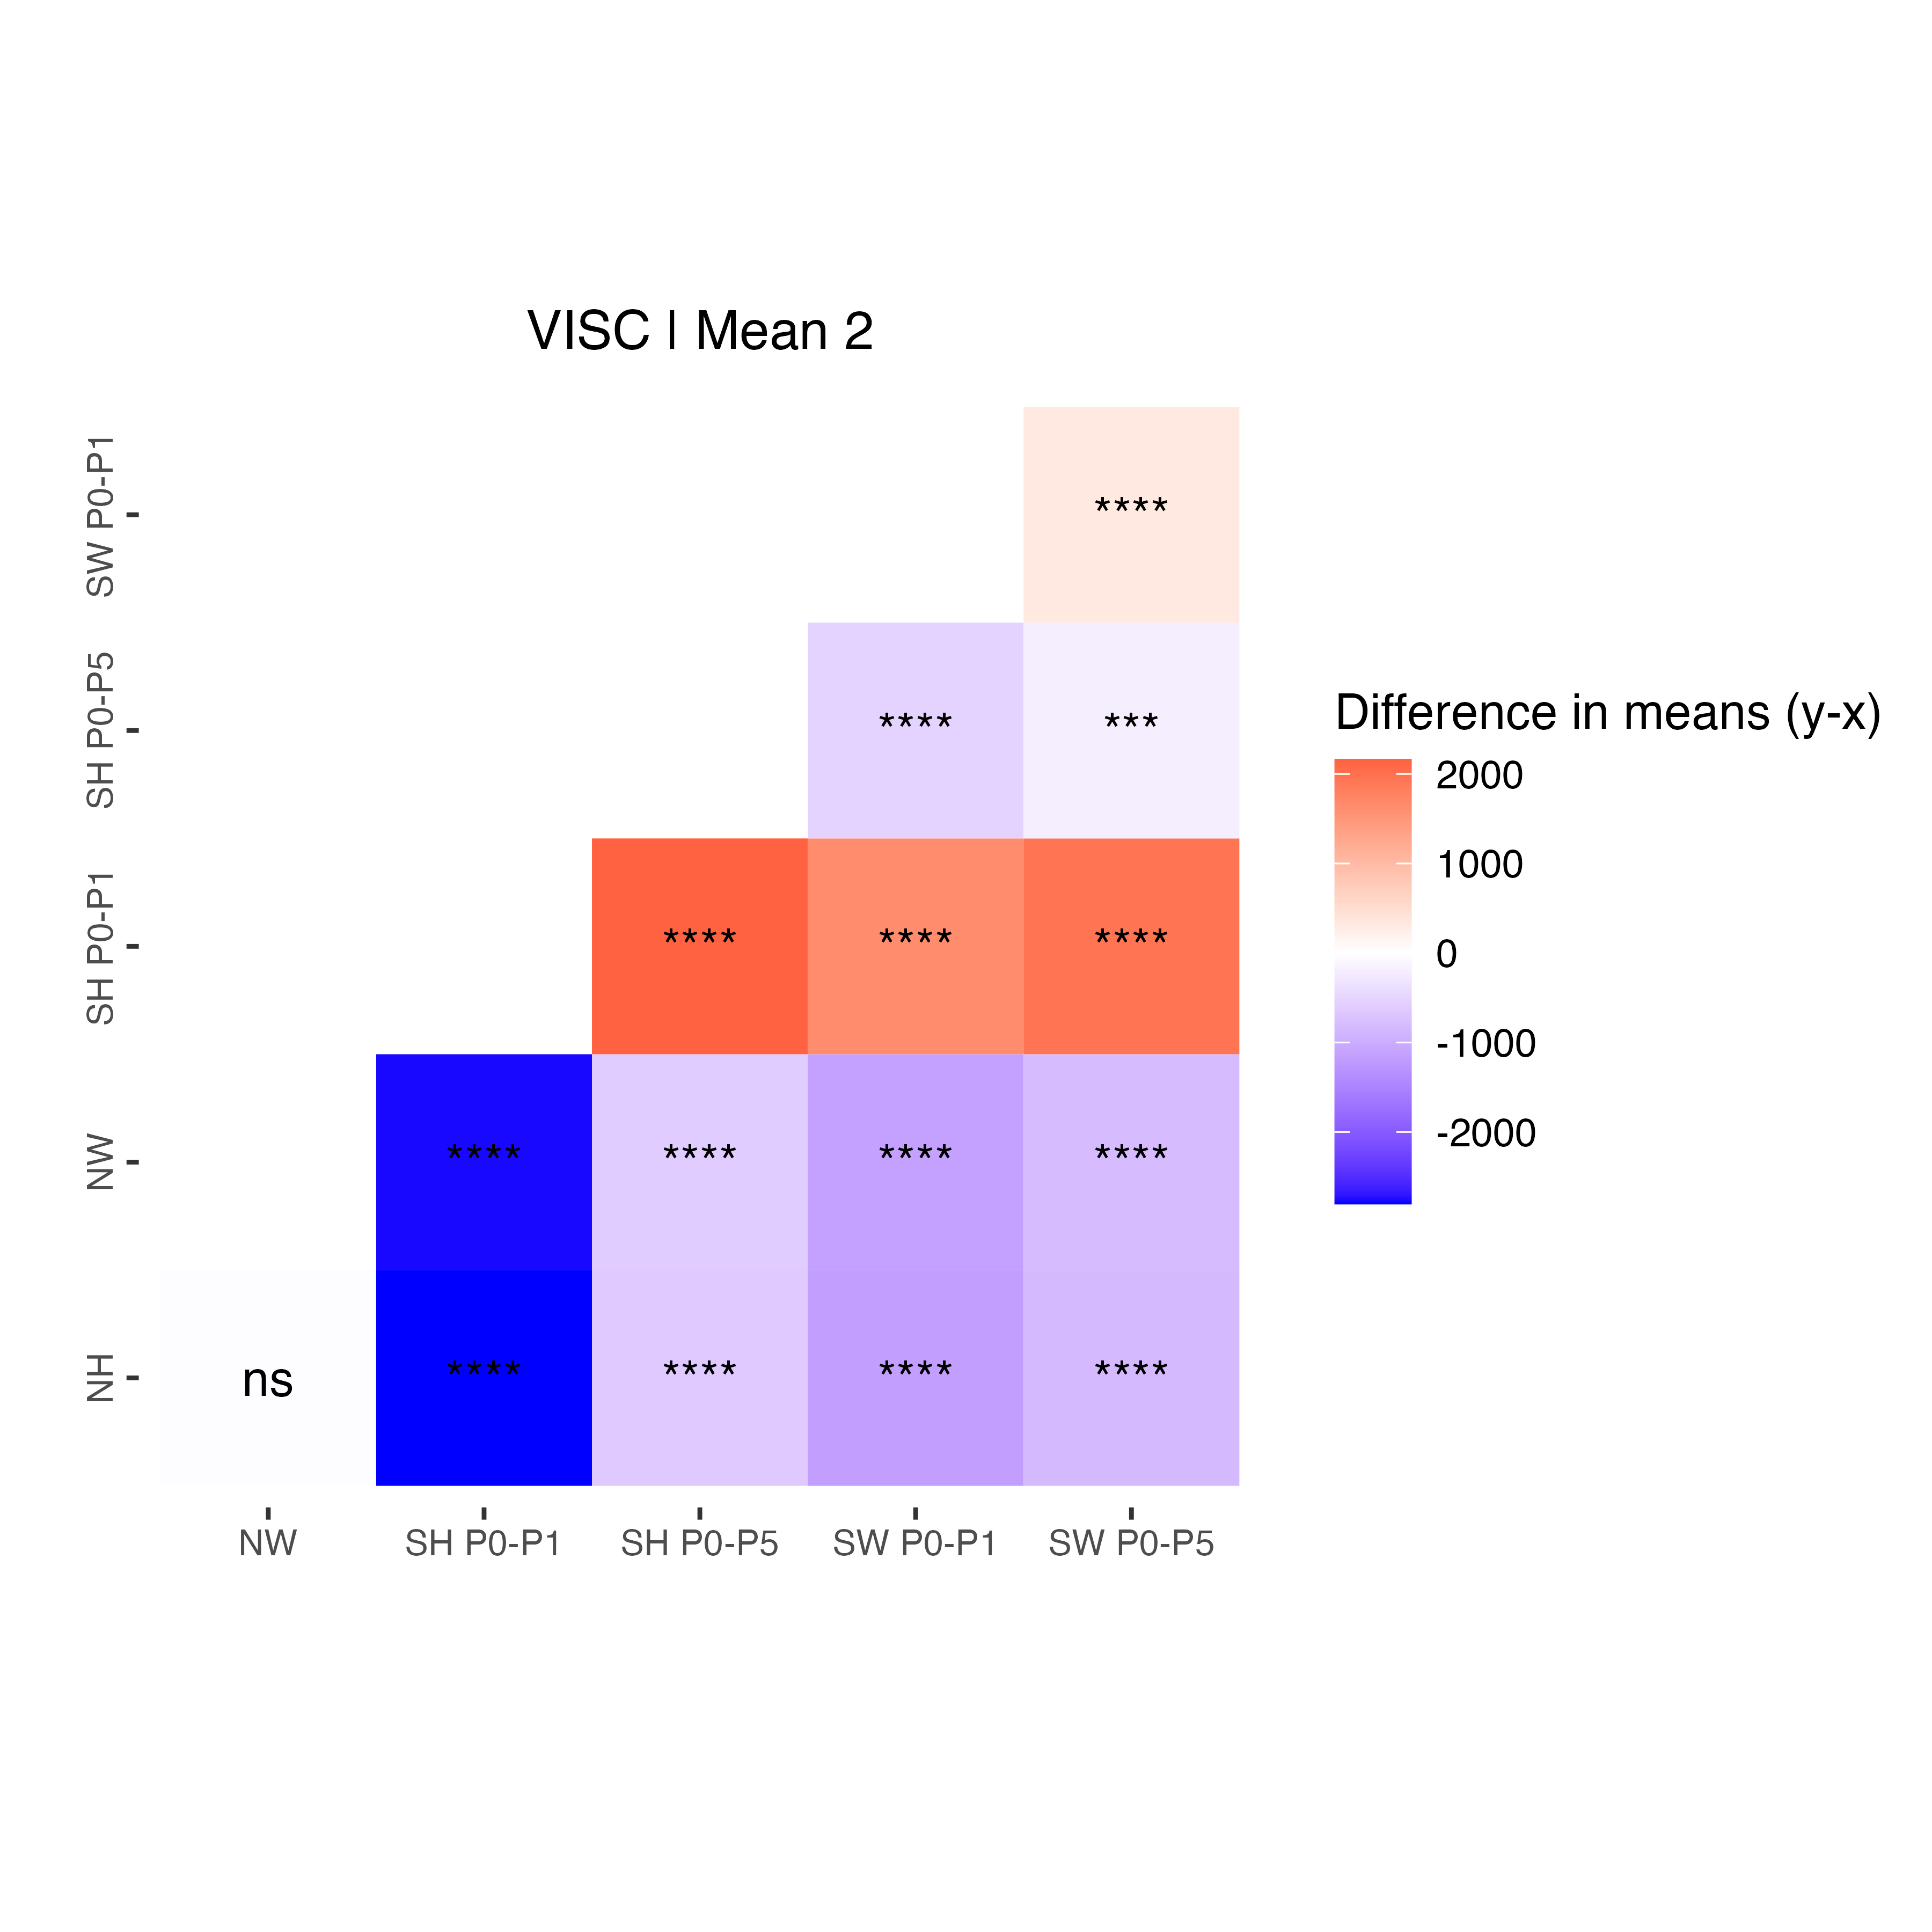 VISC | Mean 2
SW P0-P1
****
SH P0-P5
**** ***
SH P0-P1
**** **** ****
NW
**** **** **** ****
NH
ns **** **** **** ****
NW SH P0-P1 SH P0-P5 SW P0-P1 SW P0-P5
Difference in means (y-x)
2000
1000
0
-1000
-2000